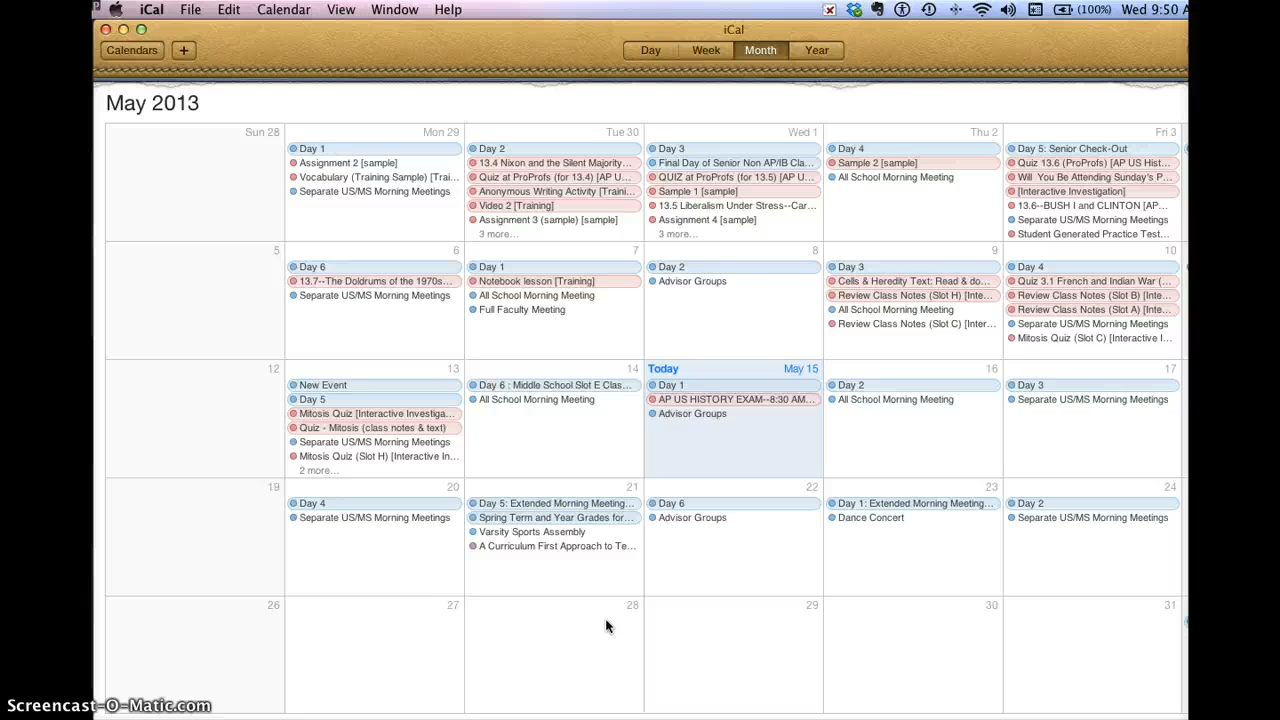 iCal File Edit Calendar View Window Help (100%) Wed 9:50 A
iCal
Calendars + Day Week Month Year
May 2013
Sun 28 Mon 29 Tue 30 Wed 1 Thu 2 Fri 3
Day 1
Assignment 2 [sample]
Vocabulary (Training Sample) [Trai...
Separate US/MS Morning Meetings
Day 2
13.4 Nixon and the Silent Majority...
Quiz at ProProfs (for 13.4) [AP U...
Anonymous Writing Activity [Traini...
Video 2 [Training]
Assignment 3 (sample) [sample]
3 more...
Day 3
Final Day of Senior Non AP/IB Cla...
QUIZ at ProProfs (for 13.5) [AP U...
Sample 1 [sample]
13.5 Liberalism Under Stress--Car...
Assignment 4 [sample]
3 more...
Day 4
Sample 2 [sample]
All School Morning Meeting
Day 5: Senior Check-Out
Quiz 13.6 (ProProfs) [AP US Hist...
Will You Be Attending Sunday's P...
[Interactive Investigation]
13.6--BUSH I and CLINTON [AP...
Separate US/MS Morning Meetings
Student Generated Practice Test...
5 6 7 8 9 10
Day 6
13.7--The Doldrums of the 1970s...
Separate US/MS Morning Meetings
Day 1
Notebook lesson [Training]
All School Morning Meeting
Full Faculty Meeting
Day 2
Advisor Groups
Day 3
Cells & Heredity Text: Read & do...
Review Class Notes (Slot H) [Inte...
All School Morning Meeting
Review Class Notes (Slot C) [Inter...
Day 4
Quiz 3.1 French and Indian War (...
Review Class Notes (Slot B) [Inte...
Review Class Notes (Slot A) [Inte...
Separate US/MS Morning Meetings
Mitosis Quiz (Slot C) [Interactive I...
12 13 14 Today May 15 16 17
New Event
Day 5
Mitosis Quiz [Interactive Investiga...
Quiz - Mitosis (class notes & text)
Separate US/MS Morning Meetings
Mitosis Quiz (Slot H) [Interactive In...
2 more...
Day 6 : Middle School Slot E Clas...
All School Morning Meeting
Day 1
AP US HISTORY EXAM--8:30 AM...
Advisor Groups
Day 2
All School Morning Meeting
Day 3
Separate US/MS Morning Meetings
19 20 21 22 23 24
Day 4
Separate US/MS Morning Meetings
Day 5: Extended Morning Meeting...
Spring Term and Year Grades for...
Varsity Sports Assembly
A Curriculum First Approach to Te...
Day 6
Advisor Groups
Day 1: Extended Morning Meeting...
Dance Concert
Day 2
Separate US/MS Morning Meetings
26 27 28 29 30 31
Screencast-O-Matic.com